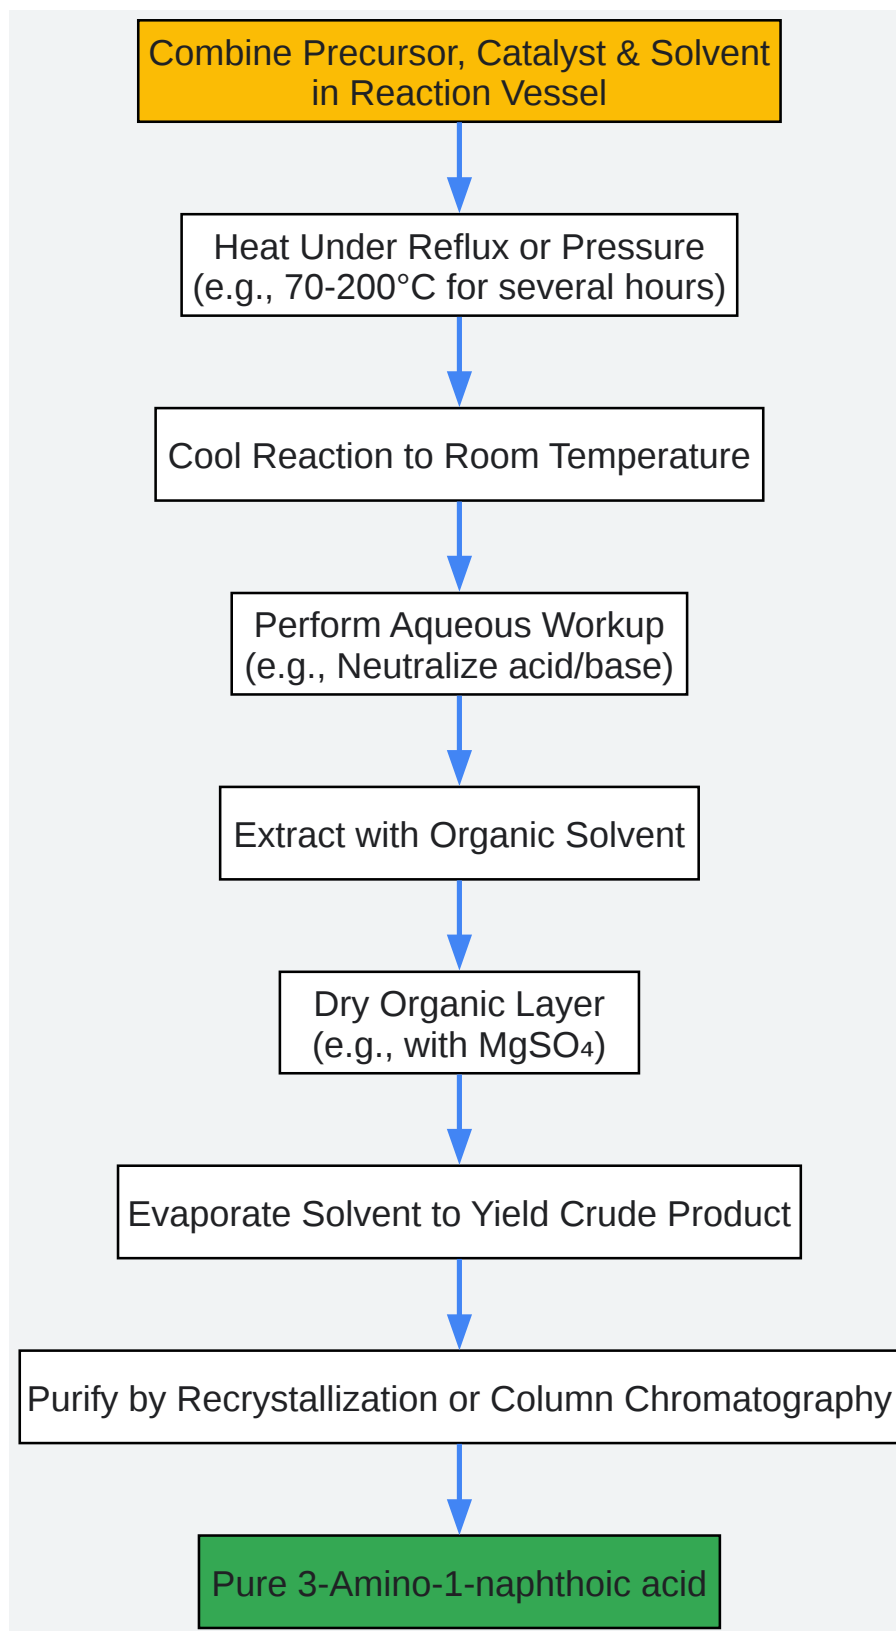 Combine Precursor, Catalyst & Solvent
in Reaction Vessel
Heat Under Reflux or Pressure
(e.g., 70-200°C for several hours)
Cool Reaction to Room Temperature
Perform Aqueous Workup
(e.g., Neutralize acid/base)
Extract with Organic Solvent
Dry Organic Layer
(e.g., with MgSO₄)
Evaporate Solvent to Yield Crude Product
Purify by Recrystallization or Column Chromatography
Pure 3-Amino-1-naphthoic acid